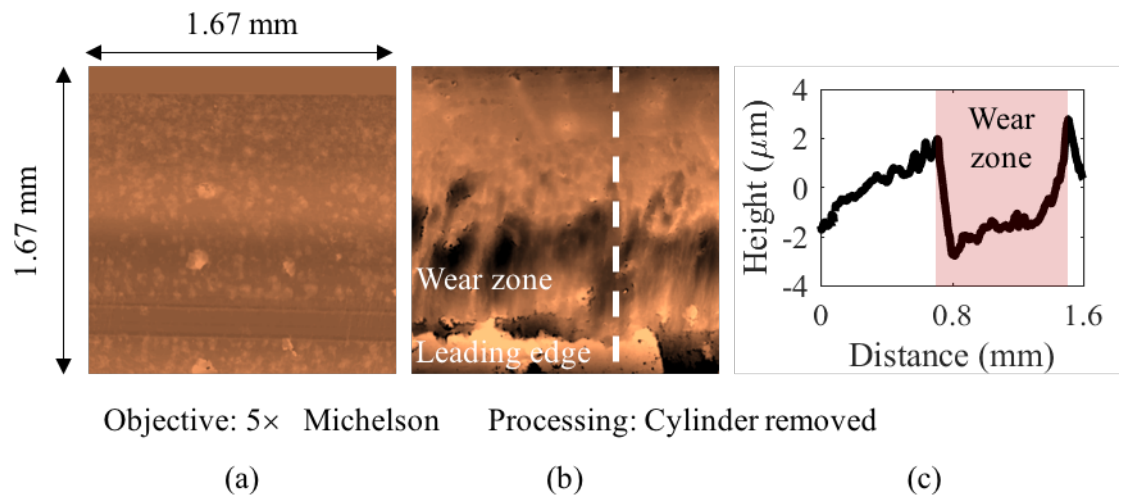 1.67 mm
1.67 mm
Wear zone
Leading edge
Height (μm)
4
2
0
-2
-4
Wear
zone
0
0.8
1.6
Distance (mm)
Objective: 5× Michelson
Processing: Cylinder removed
(a)
(b)
(c)